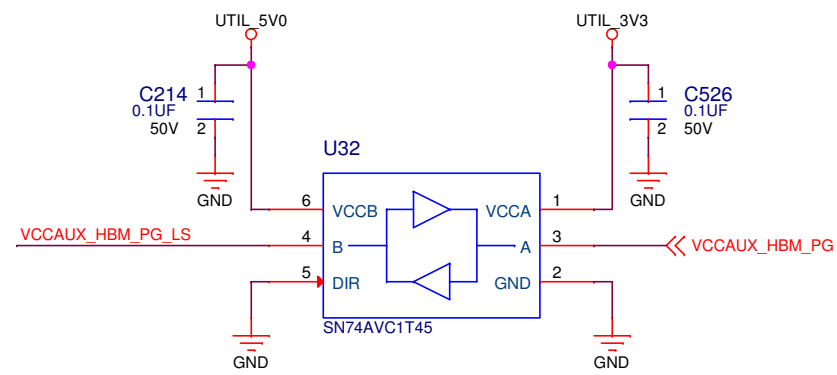 UTIL_5V0
UTIL_3V3
C214
0.1UF
50V
1
2
C526
0.1UF
50V
1
2
GND
GND
U32
6
VCCB
VCCA
1
VCCAUX_HBM_PG_LS
4
B
A
3
VCCAUX_HBM_PG
5
DIR
GND
2
SN74AVC1T45
GND
GND